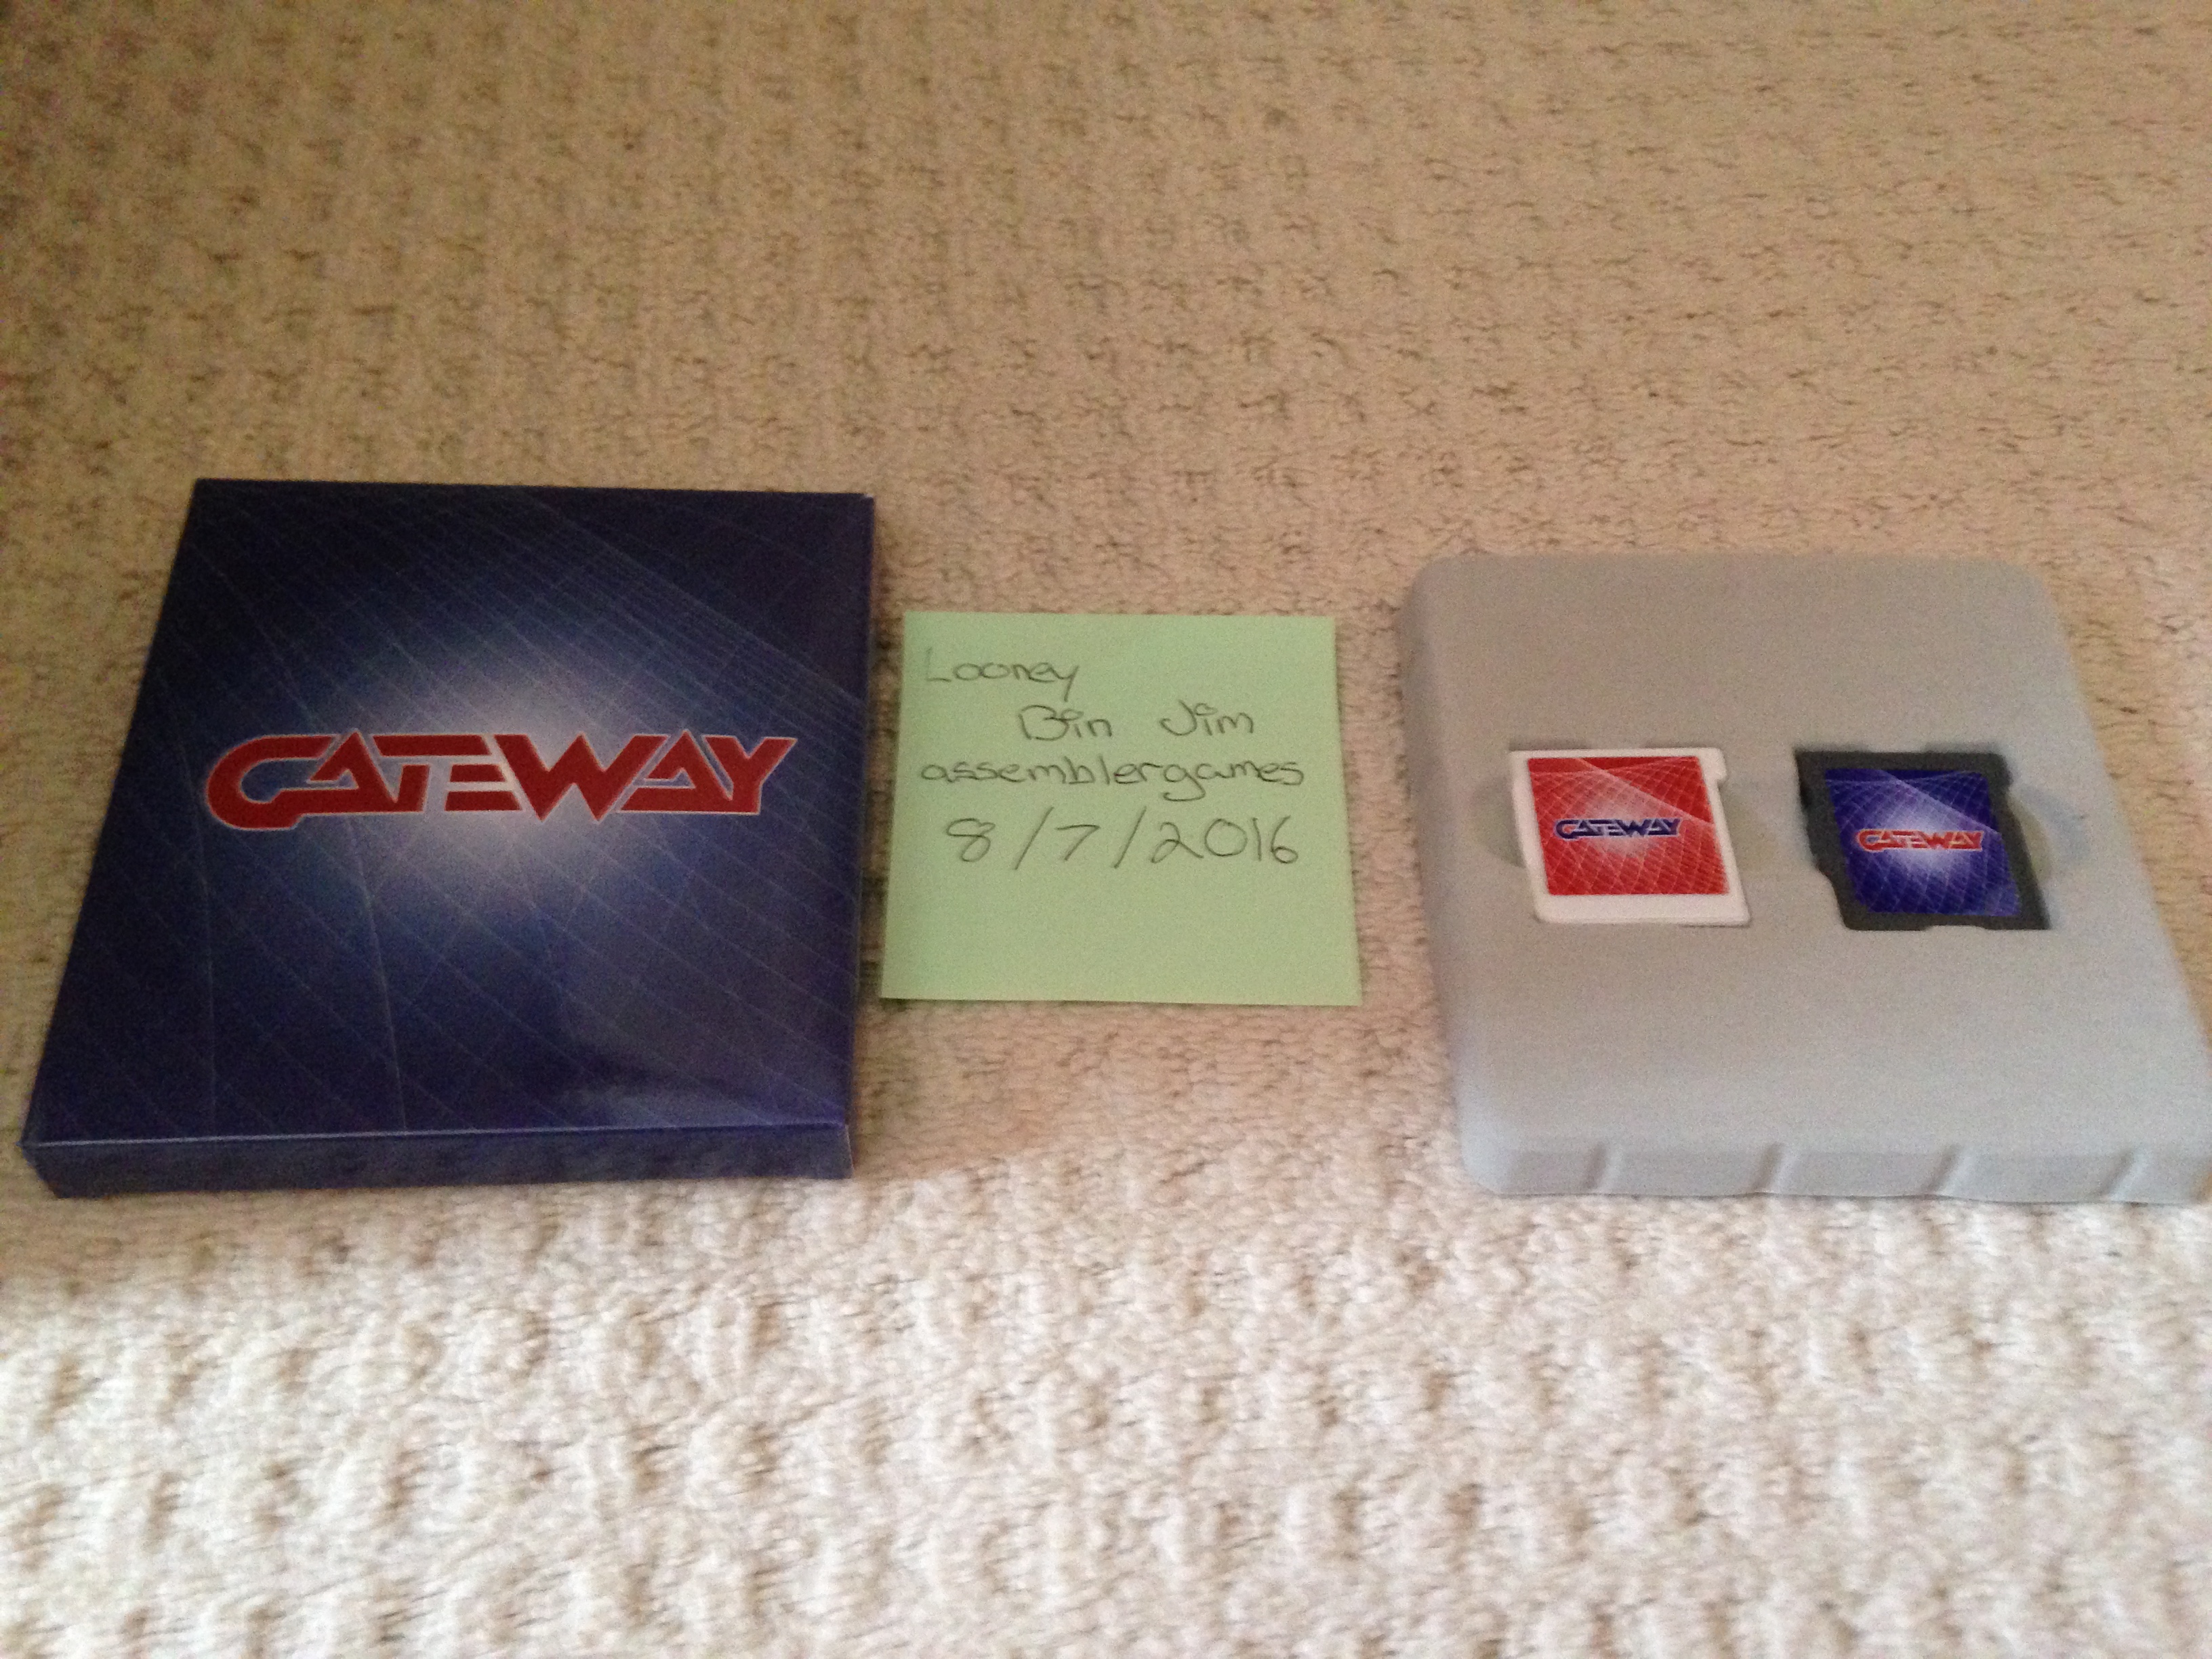 GATEWAY
Looney
Bin Jim
assemblergames
8/7/2016
GATEWAY
GATEWAY